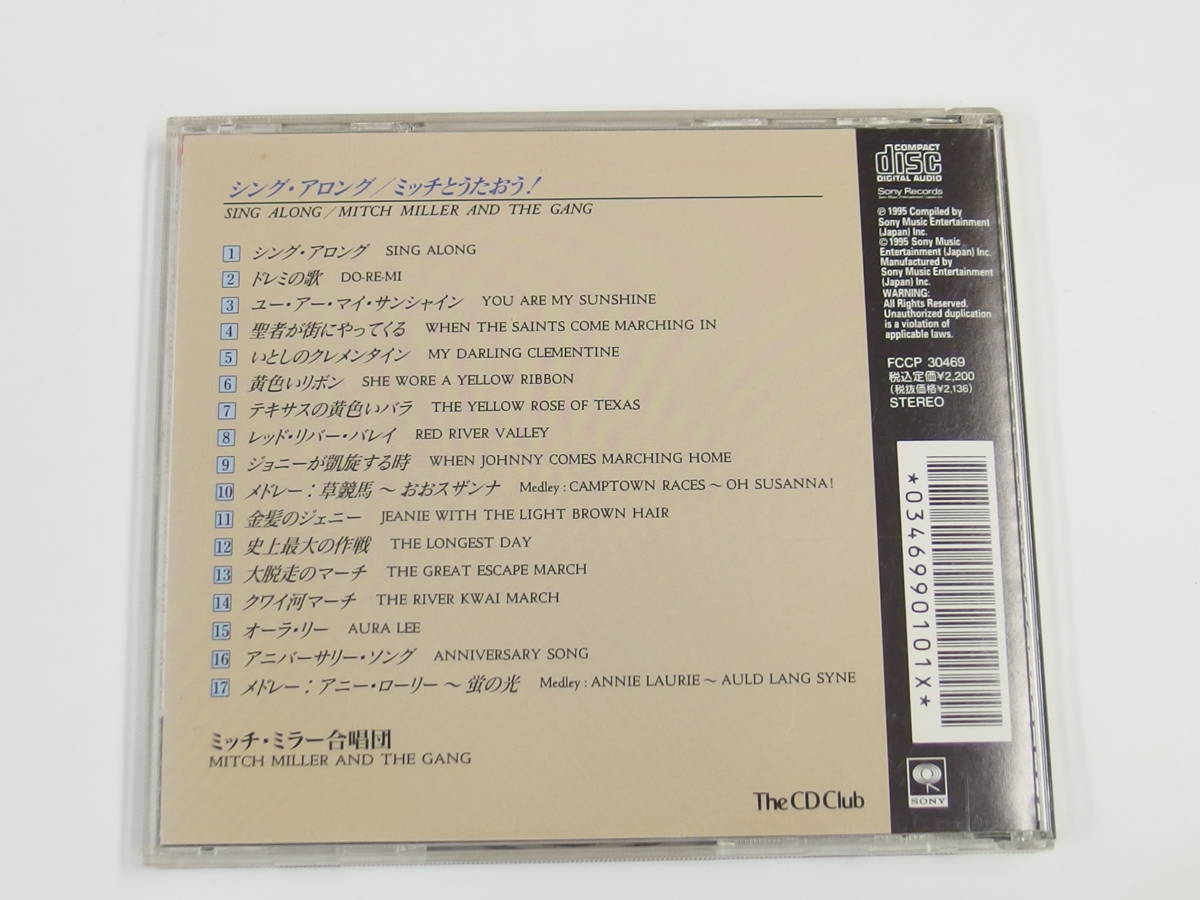 シング・アロング/ミッチとうたおう!
SING ALONG/MITCH MILLER AND THE GANG
1 シング・アロング SING ALONG
2 ドレミの歌 DO-RE-MI
3 ユー・アー・マイ・サンシャイン YOU ARE MY SUNSHINE
4 聖者が街にやってくる WHEN THE SAINTS COME MARCHING IN
5 いとしのクレメンタイン MY DARLING CLEMENTINE
6 黄色いリボン SHE WORE A YELLOW RIBBON
7 テキサスの黄色いバラ THE YELLOW ROSE OF TEXAS
8 レッド・リバー・バレイ RED RIVER VALLEY
9 ジョニーが凱旋する時 WHEN JOHNNY COMES MARCHING HOME
10 メドレー:草競馬 〜 おおスザンナ Medley: CAMPTOWN RACES 〜 OH SUSANNA!
11 金髪のジェニー JEANIE WITH THE LIGHT BROWN HAIR
12 史上最大の作戦 THE LONGEST DAY
13 大脱走のマーチ THE GREAT ESCAPE MARCH
14 クワイ河マーチ THE RIVER KWAI MARCH
15 オーラ・リー AURA LEE
16 アニバーサリー・ソング ANNIVERSARY SONG
17 メドレー:アニー・ローリー 〜 蛍の光 Medley: ANNIE LAURIE 〜 AULD LANG SYNE
ミッチ・ミラー合唱団
MITCH MILLER AND THE GANG
The CD Club
COMPACT
disc
DIGITAL AUDIO
Sony Records
℗ 1995 Compiled by
Sony Music Entertainment
(Japan) Inc.
© 1995 Sony Music
Entertainment (Japan) Inc.
Manufactured by
Sony Music Entertainment
(Japan) Inc.
WARNING:
All Rights Reserved.
Unauthorized duplication
is a violation of
applicable laws.
FCCP 30469
税込定価¥2,200
(税抜価格¥2,136)
STEREO
*0346990101X*
SONY